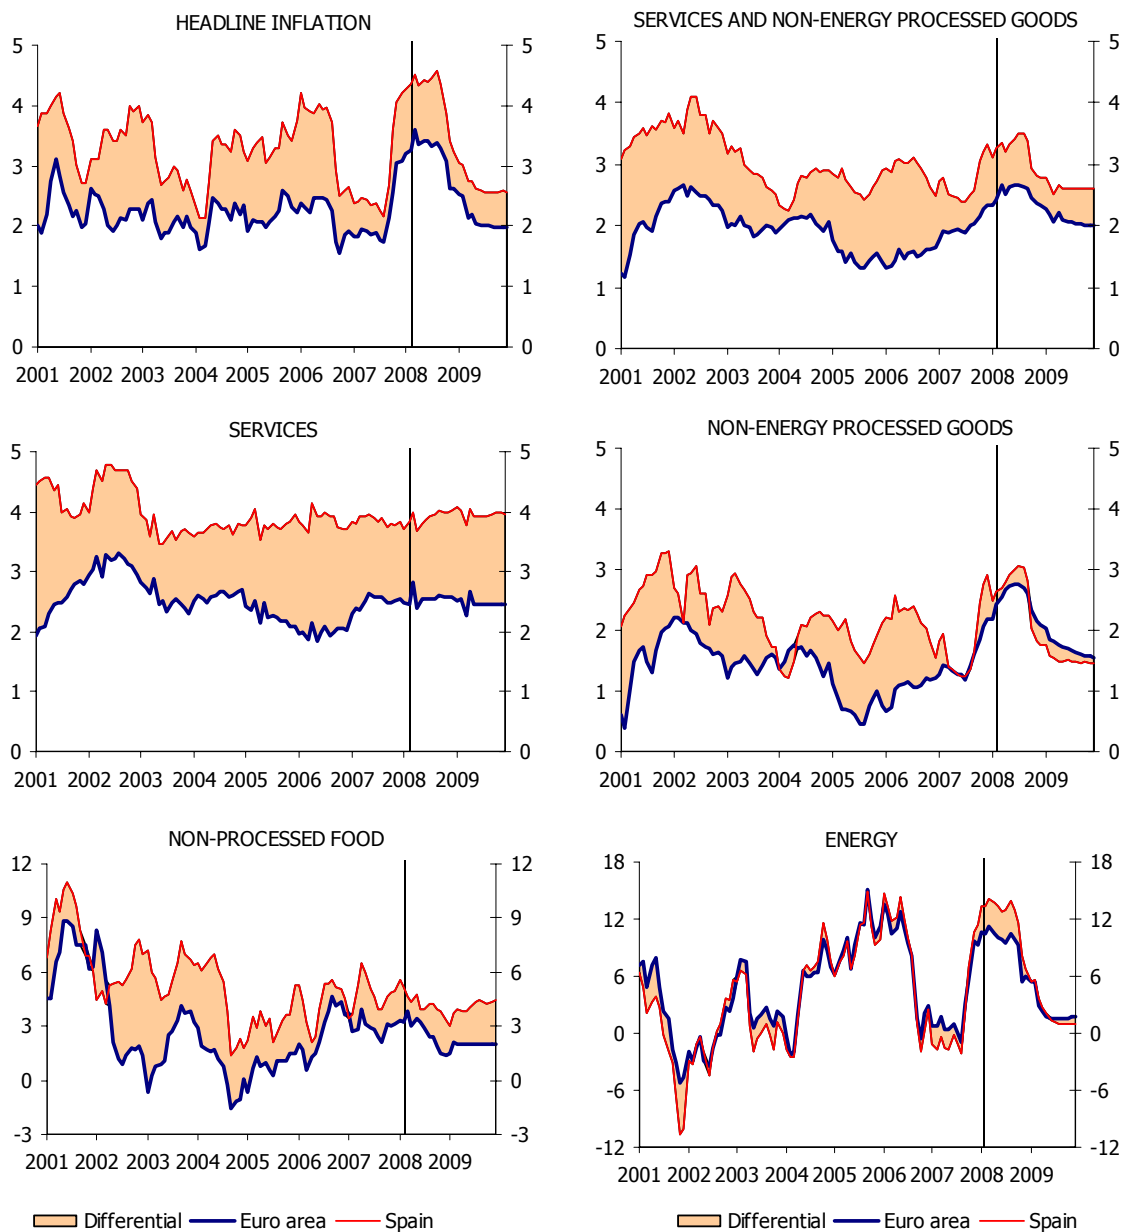 HEADLINE INFLATION
5 5
4 4
3 3
2 2
1 1
0 0
2001 2002 2003 2004 2005 2006 2007 2008 2009
SERVICES AND NON-ENERGY PROCESSED GOODS
5 5
4 4
3 3
2 2
1 1
0 0
2001 2002 2003 2004 2005 2006 2007 2008 2009
SERVICES
5 5
4 4
3 3
2 2
1 1
0 0
2001 2002 2003 2004 2005 2006 2007 2008 2009
NON-ENERGY PROCESSED GOODS
5 5
4 4
3 3
2 2
1 1
0 0
2001 2002 2003 2004 2005 2006 2007 2008 2009
NON-PROCESSED FOOD
12 12
9 9
6 6
3 3
0 0
-3 -3
2001 2002 2003 2004 2005 2006 2007 2008 2009
ENERGY
18 18
12 12
6 6
0 0
-6 -6
-12 -12
2001 2002 2003 2004 2005 2006 2007 2008 2009
Differential Euro area Spain
Differential Euro area Spain